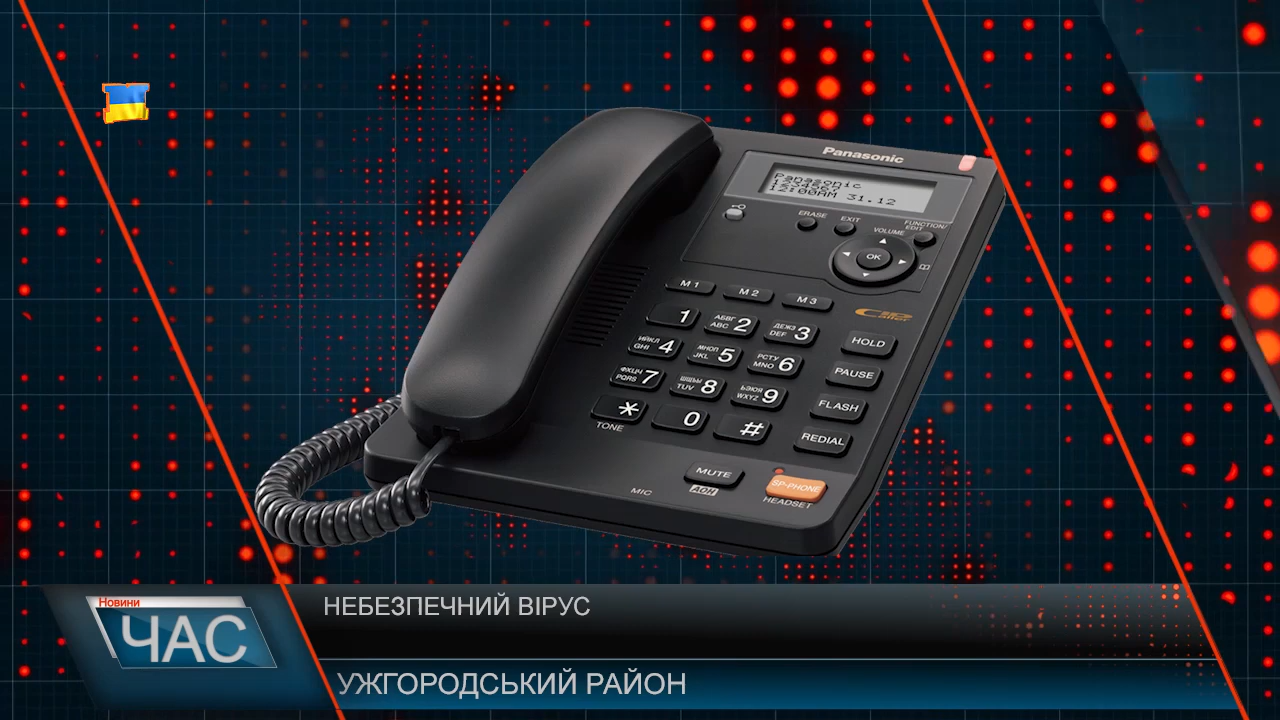 Panasonic
Panasonic
12:00AM 31.12
ERASE EXIT FUNCTION/
EDIT
VOLUME
OK
M 1 M 2 M 3
1 АБВГ ABC 2 ДЕЖЗ DEF 3
HOLD
ИЙКЛ GHI 4 МНОП JKL 5 РСТУ MNO 6
PAUSE
ФХЦЧ PQRS 7 ШЩЪЫ TUV 8 ЬЭЮЯ WXYZ 9
FLASH
* 0 #
TONE
REDIAL
MUTE
АОН
MIC
SP-PHONE
HEADSET
Новини
ЧАС
НЕБЕЗПЕЧНИЙ ВІРУС
УЖГОРОДСЬКИЙ РАЙОН